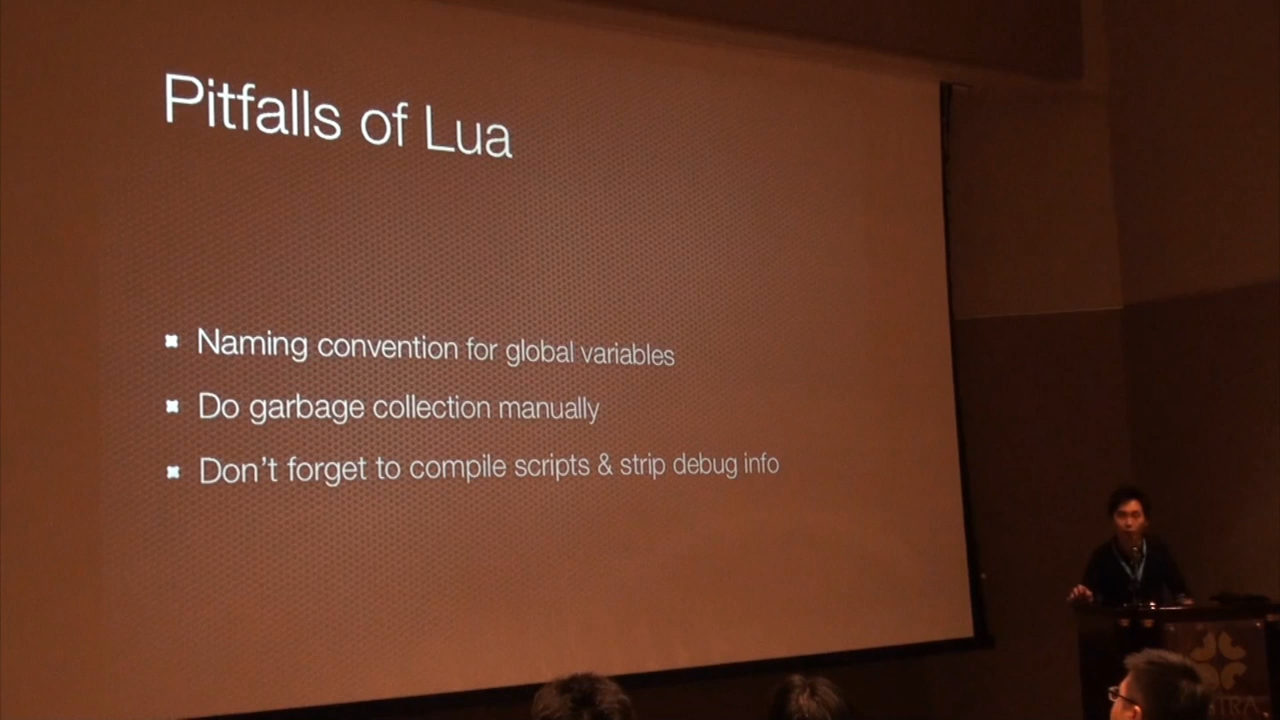 Pitfalls of Lua
Naming convention for global variables
Do garbage collection manually
Don't forget to compile scripts & strip debug info